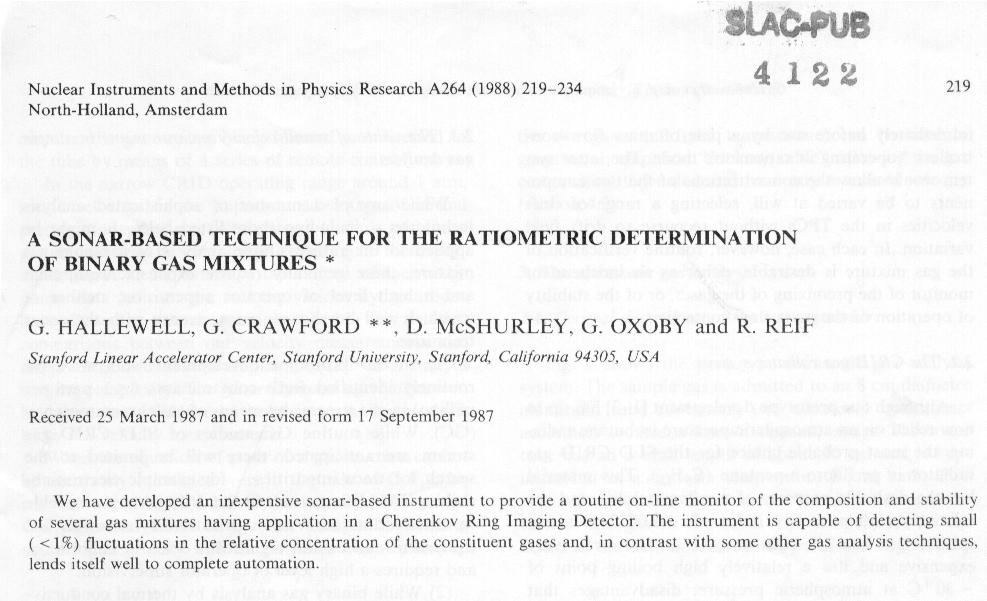 SLAC-PUB
4122
Nuclear Instruments and Methods in Physics Research A264 (1988) 219-234
219
North-Holland, Amsterdam
A SONAR-BASED TECHNIQUE FOR THE RATIOMETRIC DETERMINATION
OF BINARY GAS MIXTURES *
G. HALLEWELL, G. CRAWFORD **, D. McSHURLEY, G. OXOBY and R. REIF
Stanford Linear Accelerator Center, Stanford University, Stanford, California 94305, USA
Received 25 March 1987 and in revised form 17 September 1987
We have developed an inexpensive sonar-based instrument to provide a routine on-line monitor of the composition and stability
of several gas mixtures having application in a Cherenkov Ring Imaging Detector. The instrument is capable of detecting small
( <1%) fluctuations in the relative concentration of the constituent gases and, in contrast with some other gas analysis techniques,
lends itself well to complete automation.